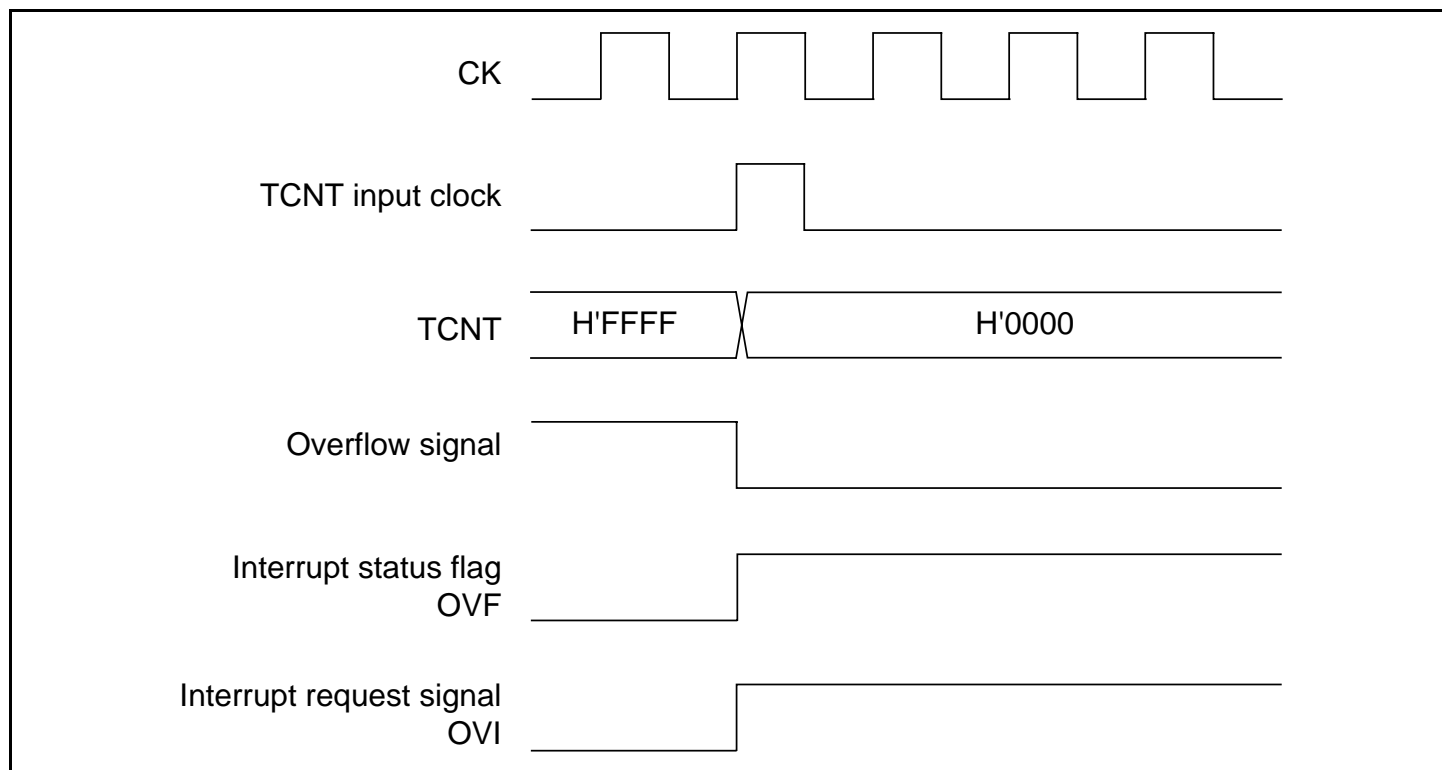 CK
TCNT input clock
TCNT
H'FFFF
H'0000
Overflow signal
Interrupt status flag
OVF
Interrupt request signal
OVI